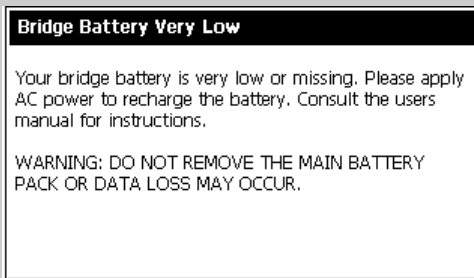 Bridge Battery Very Low
Your bridge battery is very low or missing. Please apply
AC power to recharge the battery. Consult the users
manual for instructions.
WARNING: DO NOT REMOVE THE MAIN BATTERY
PACK OR DATA LOSS MAY OCCUR.